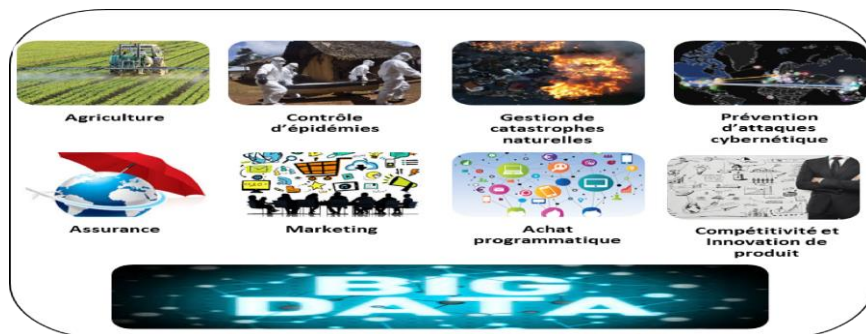 Agriculture
Contrôle
d'épidémies
Gestion de
catastrophes
naturelles
Prévention
d'attaques
cybernétique
Assurance
Marketing
Achat
programmatique
Compétitivité et
Innovation de
produit
BIG
DATA